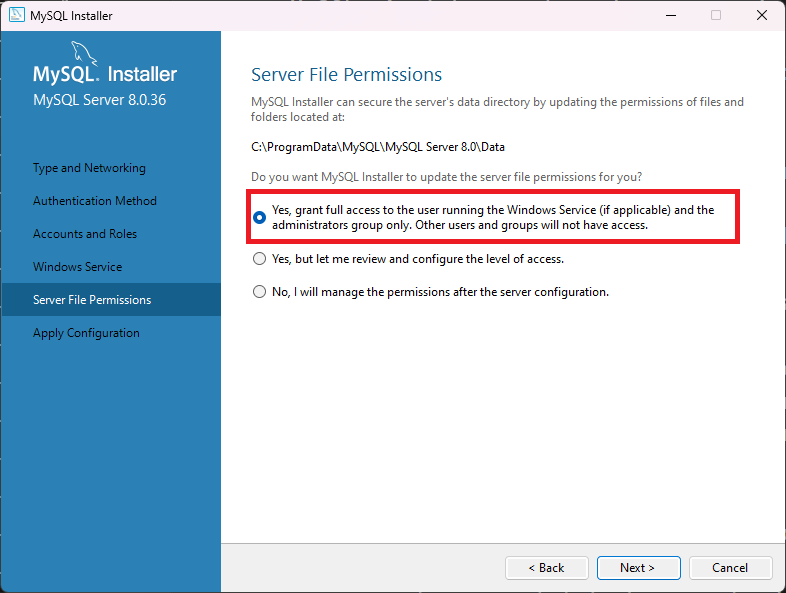 MySQL Installer
MySQL. Installer
MySQL Server 8.0.36
Type and Networking
Authentication Method
Accounts and Roles
Windows Service
Server File Permissions
Apply Configuration
Server File Permissions
MySQL Installer can secure the server's data directory by updating the permissions of files and
folders located at:
C:\ProgramData\MySQL\MySQL Server 8.0\Data
Do you want MySQL Installer to update the server file permissions for you?
Yes, grant full access to the user running the Windows Service (if applicable) and the
administrators group only. Other users and groups will not have access.
Yes, but let me review and configure the level of access.
No, I will manage the permissions after the server configuration.
< Back
Next >
Cancel